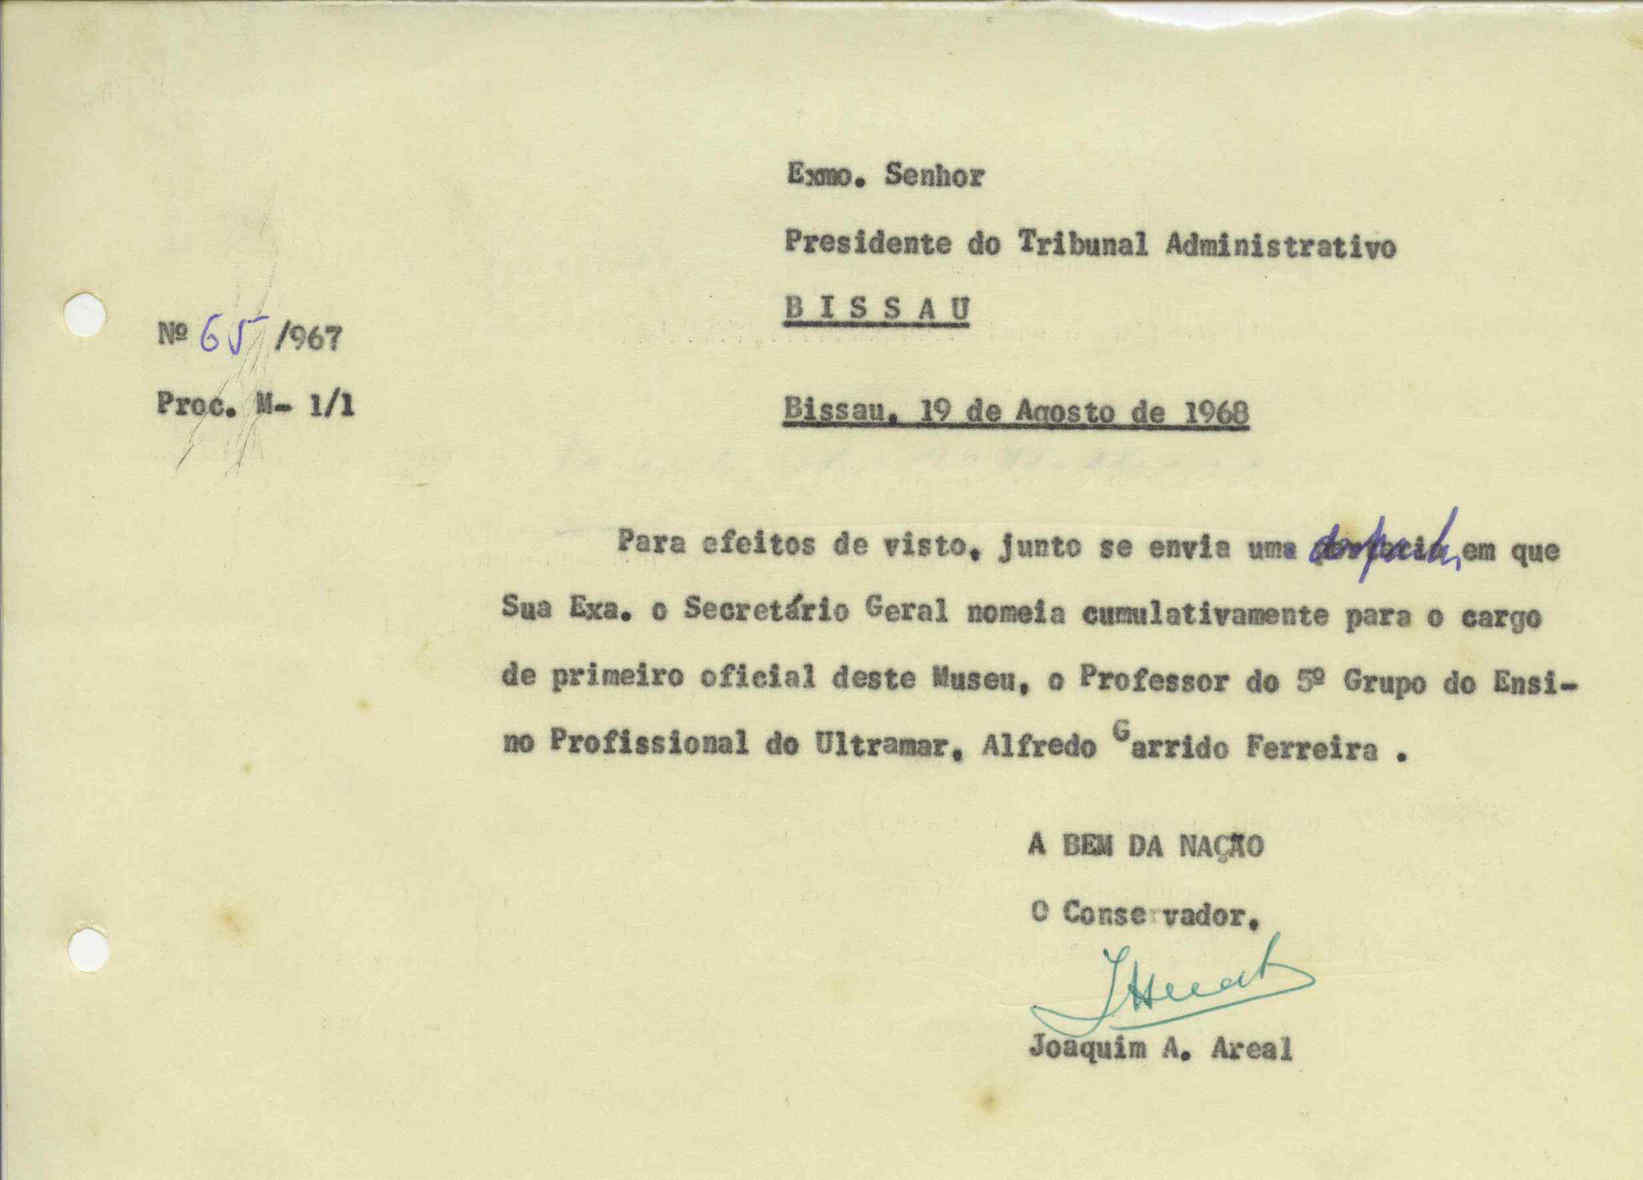 Exmo. Senhor
Presidente do Tribunal Administrativo
B I S S A U
Nº 65 /967
Proc. M- 1/1
Bissau, 19 de Agosto de 1968
Para efeitos de visto, junto se envia uma despacho em que
Sua Exa. o Secretário Geral nomeia cumulativamente para o cargo
de primeiro oficial deste Museu, o Professor do 5º Grupo do Ensi-
no Profissional do Ultramar, Alfredo Garrido Ferreira .
A BEM DA NAÇÃO
O Conservador,
Joaquim A. Areal